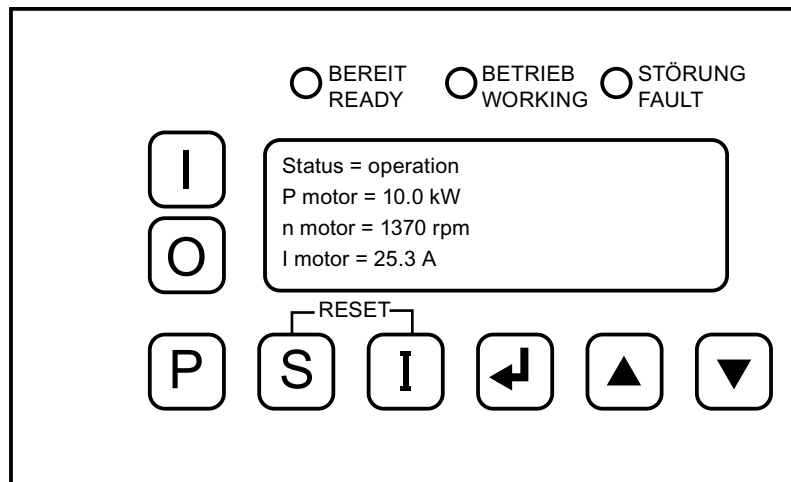 BEREIT
READY
BETRIEB
WORKING
STÖRUNG
FAULT
I
O
Status = operation
P motor = 10.0 kW
n motor = 1370 rpm
I motor = 25.3 A
RESET
P
S
I